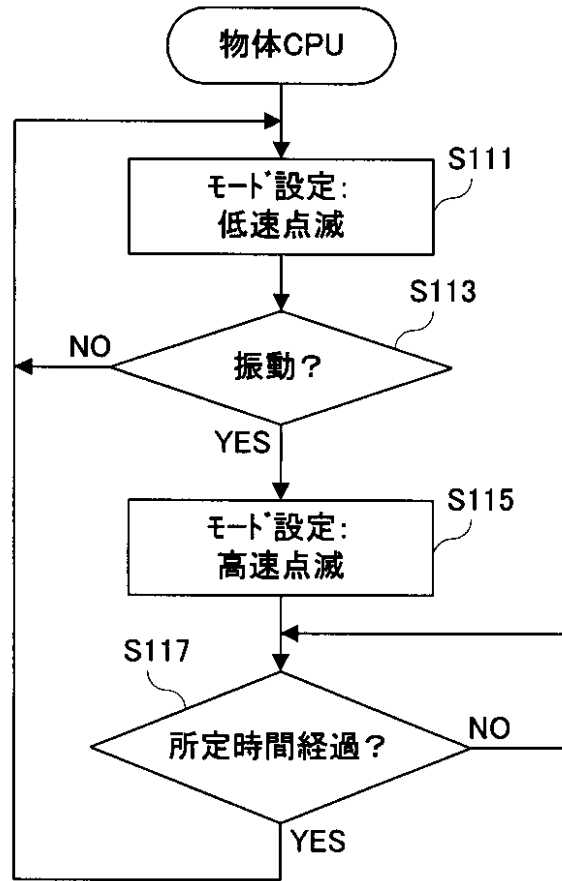 物体CPU
S111
モード設定:
低速点滅
S113
NO
振動？
YES
S115
モード設定:
高速点滅
S117
所定時間経過？
NO
YES